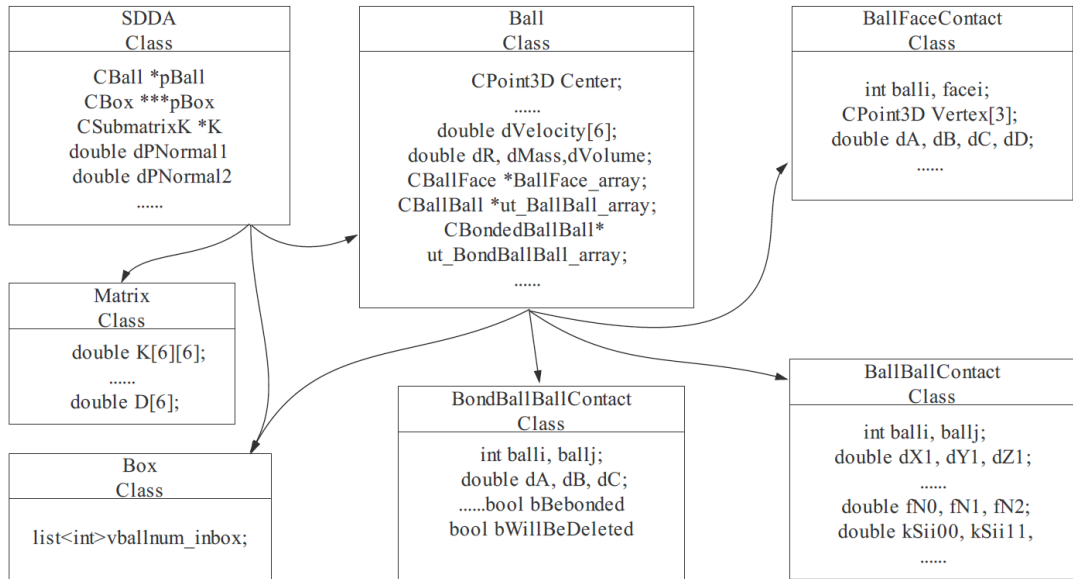 SDDA
Class
CBall *pBall
CBox ***pBox
CSubmatrixK *K
double dPNormal1
double dPNormal2
......
Ball
Class
CPoint3D Center;
......
double dVelocity[6];
double dR, dMass,dVolume;
CBallFace *BallFace_array;
CBallBall *ut_BallBall_array;
CBondedBallBall*
ut_BondBallBall_array;
......
BallFaceContact
Class
int balli, facei;
CPoint3D Vertex[3];
double dA, dB, dC, dD;
......
Matrix
Class
double K[6][6];
......
double D[6];
Box
Class
list<int>vballnum_inbox;
BondBallBallContact
Class
int balli, ballj;
double dA, dB, dC;
......bool bBebonded
bool bWillBeDeleted
BallBallContact
Class
int balli, ballj;
double dX1, dY1, dZ1;
......
double fN0, fN1, fN2;
double kSii00, kSii11,
......